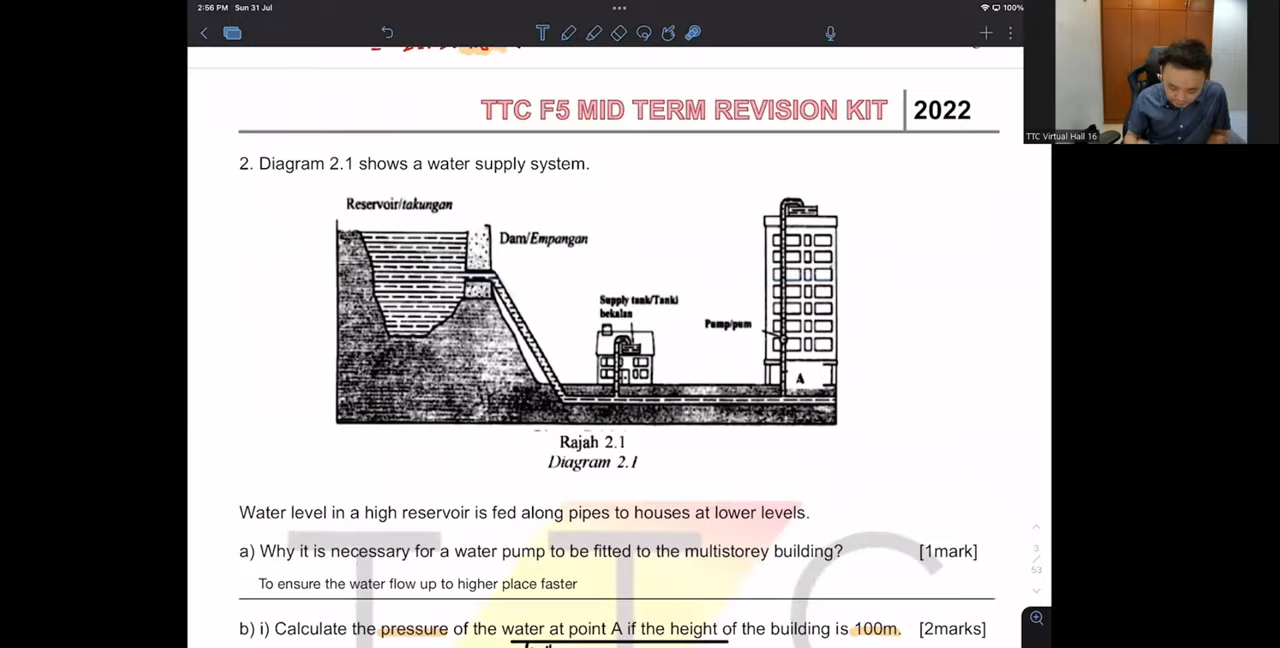 2:56 PM Sun 31 Jul
100%
TTC F5 MID TERM REVISION KIT 2022
TTC Virtual Hall 16
2. Diagram 2.1 shows a water supply system.
Reservoir/takungan
Dam/Empangan
Supply tank/Tanki
bekalan
Pump/pum
A
Rajah 2.1
Diagram 2.1
Water level in a high reservoir is fed along pipes to houses at lower levels.
a) Why it is necessary for a water pump to be fitted to the multistorey building? [1mark]
To ensure the water flow up to higher place faster
3
/
53
b) i) Calculate the pressure of the water at point A if the height of the building is 100m. [2marks]
TTC